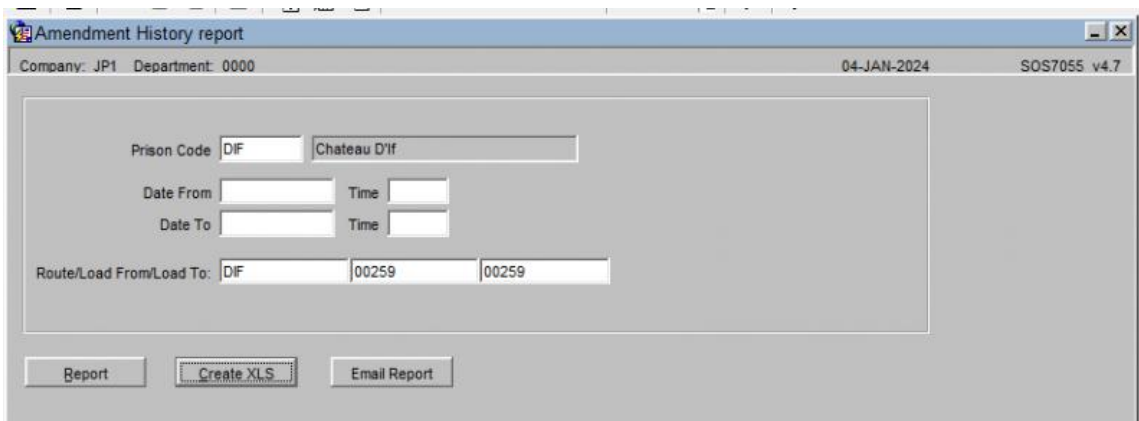 Amendment History report
Company: JP1 Department: 0000 04-JAN-2024 SOS7055 v4.7
Prison Code DIF Chateau D'If
Date From Time
Date To Time
Route/Load From/Load To: DIF 00259 00259
Report Create XLS Email Report